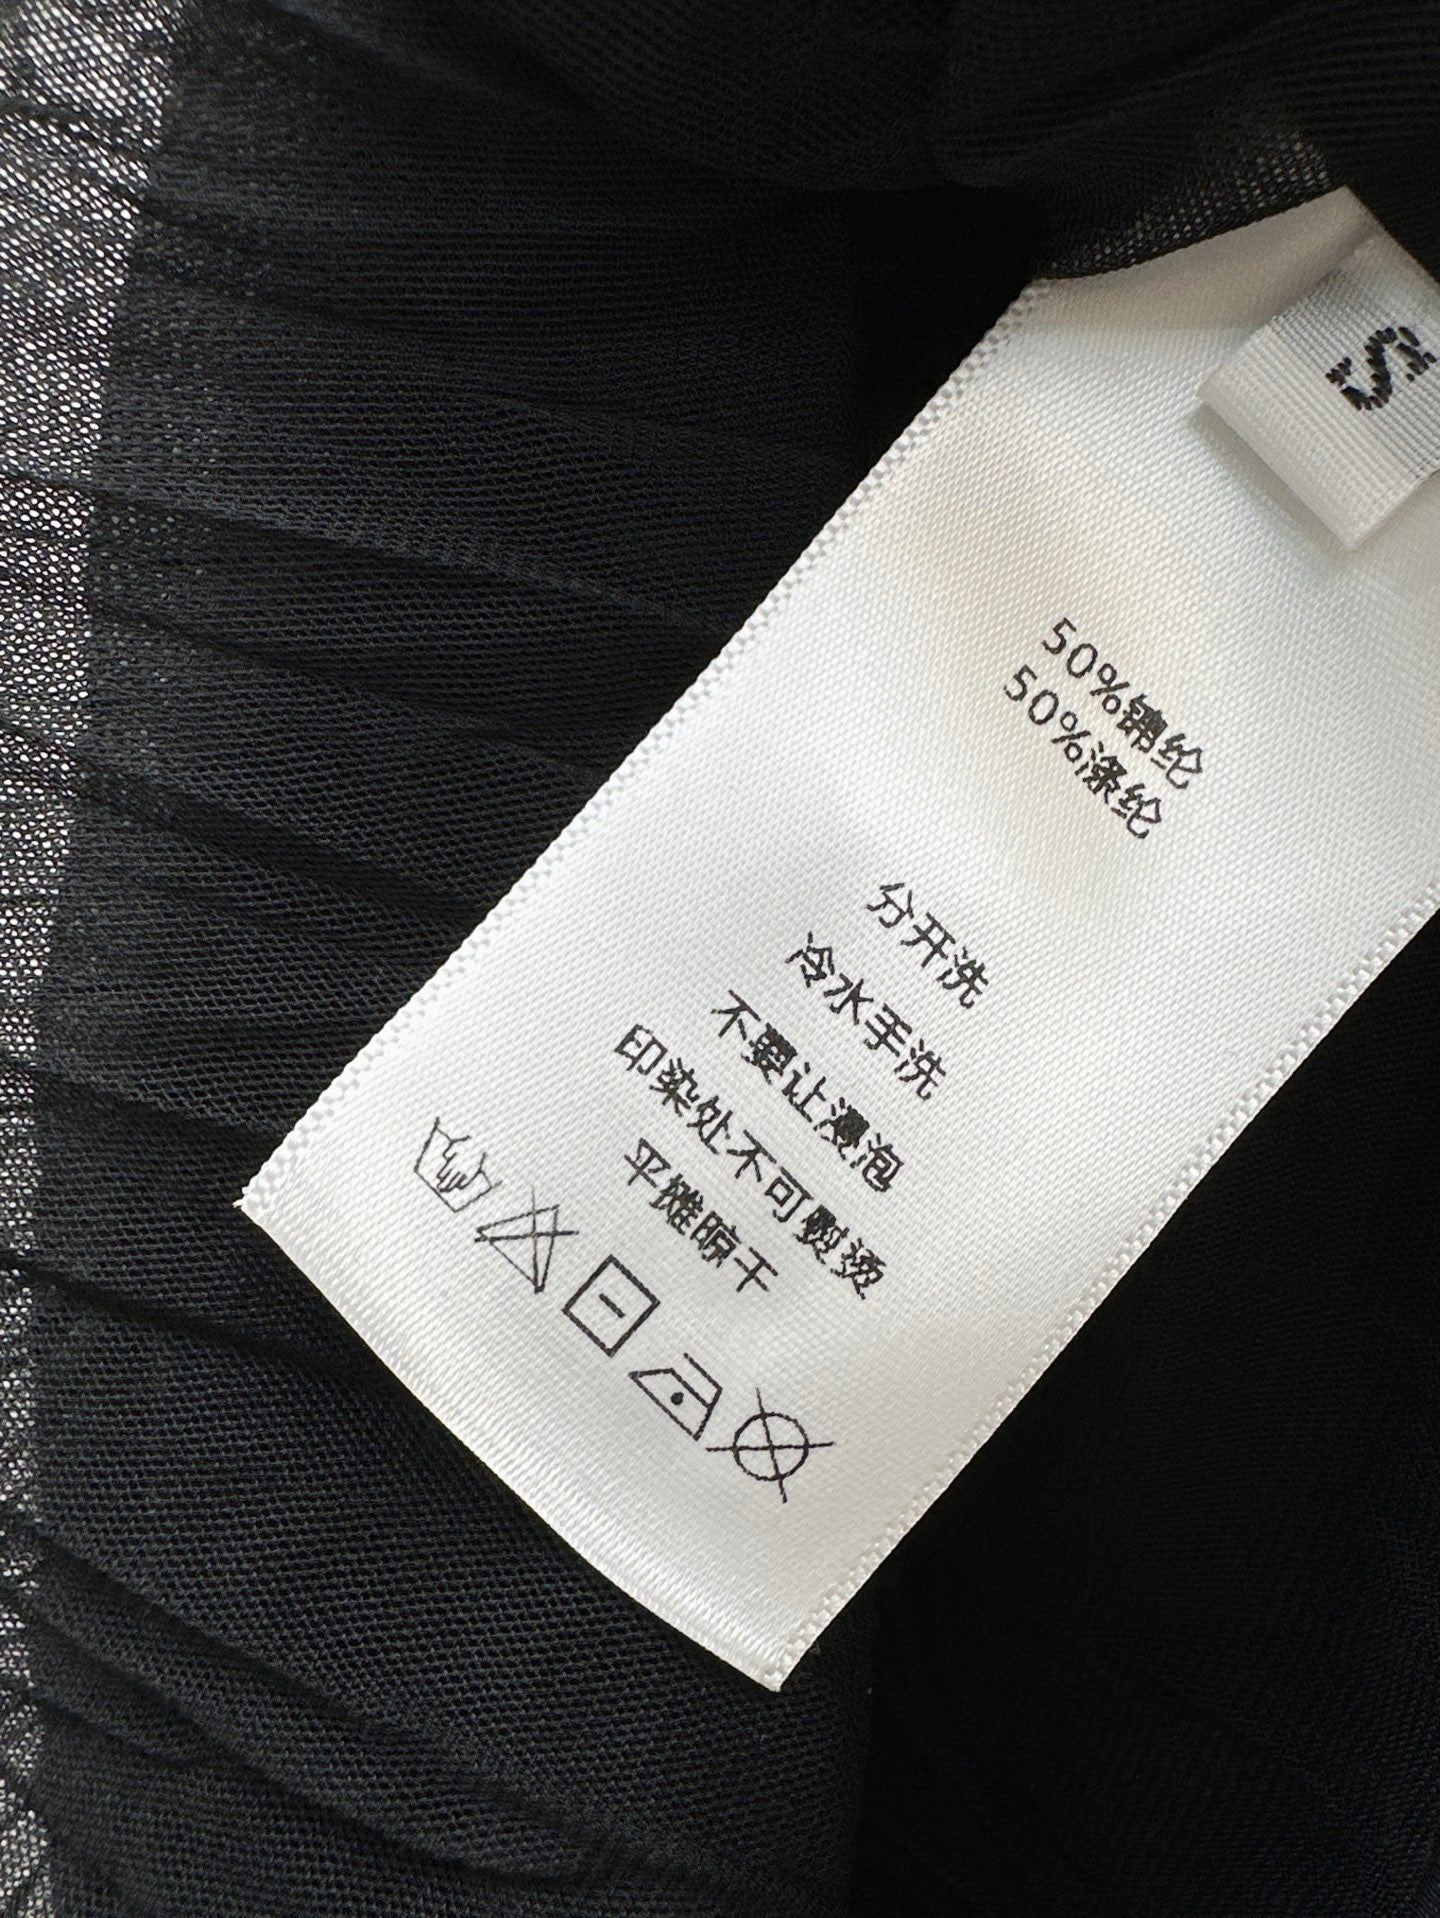 S
50%锦纶
50%涤纶
分开洗
冷水手洗
不要让浸泡
印染处不可熨烫
平摊晾干